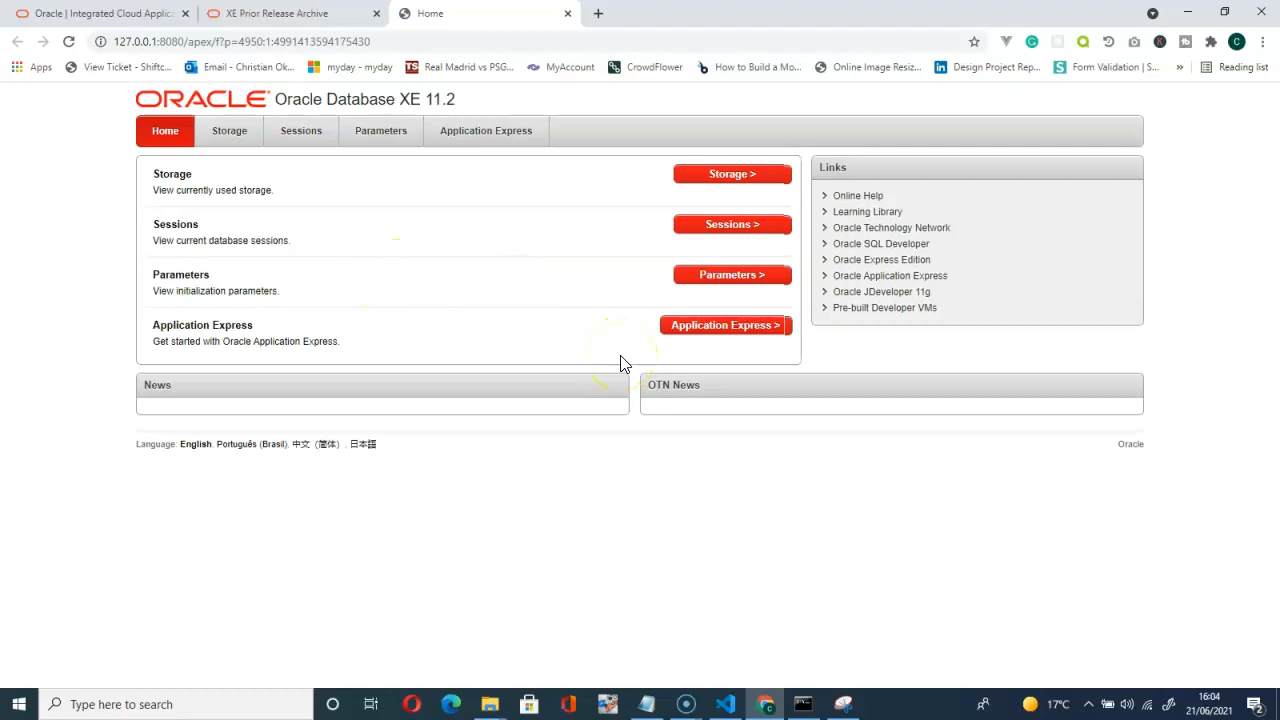 Oracle | Integrated Cloud Applica
XE Prior Release Archive
Home
127.0.0.1:8080/apex/f?p=4950:1:4991413594175430
Apps
View Ticket - Shiftc...
Email - Christian Ok...
myday - myday
Real Madrid vs PSG...
MyAccount
CrowdFlower
How to Build a Mo...
Online Image Resiz...
Design Project Rep...
Form Validation | S...
»
Reading list
ORACLE Oracle Database XE 11.2
Home
Storage
Sessions
Parameters
Application Express
Storage
View currently used storage.
Storage >
Sessions
View current database sessions.
Sessions >
Parameters
View initialization parameters.
Parameters >
Application Express
Get started with Oracle Application Express.
Application Express >
Links
Online Help
Learning Library
Oracle Technology Network
Oracle SQL Developer
Oracle Express Edition
Oracle Application Express
Oracle JDeveloper 11g
Pre-built Developer VMs
News
OTN News
Language: English, Português (Brasil), 中文（简体）, 日本語
Oracle
Type here to search
17°C
16:04
21/06/2021
2